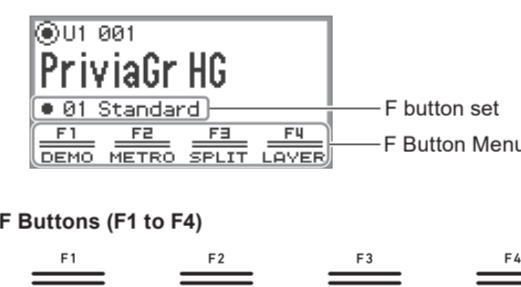 U1 001
PriviaGr HG
01 Standard
F button set
F1 F2 F3 F4
DEMO METRO SPLIT LAYER
F Button Menu
F Buttons (F1 to F4)
F1 F2 F3 F4